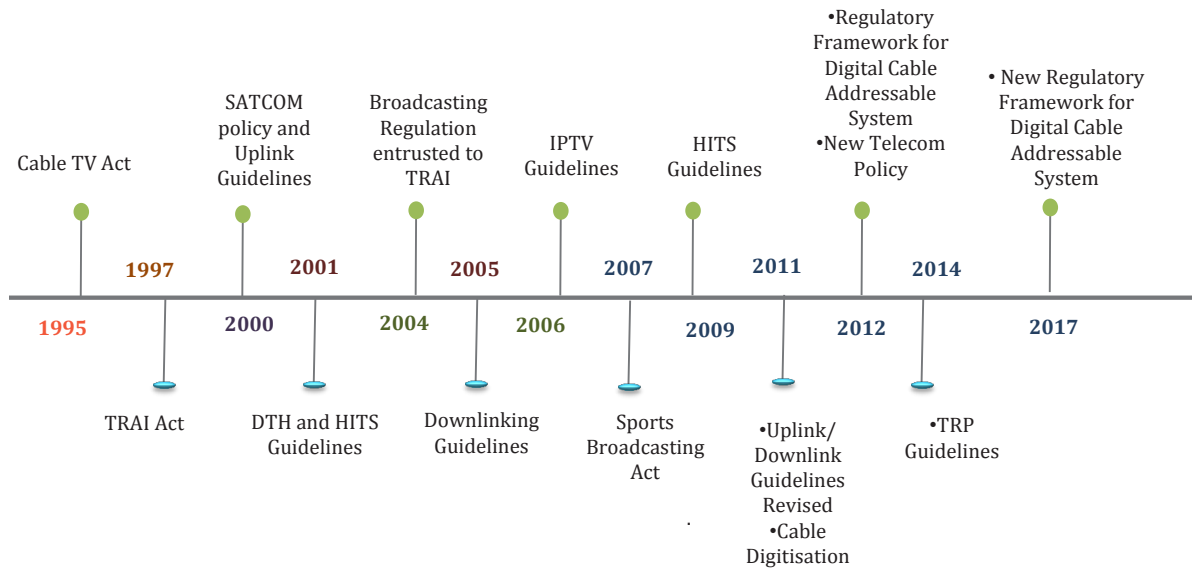 •Regulatory
Framework for
Digital Cable
Addressable
System
•New Telecom
Policy
• New Regulatory
Framework for
Digital Cable
Addressable
System
SATCOM
policy and
Uplink
Guidelines
Broadcasting
Regulation
entrusted to
TRAI
IPTV
Guidelines
HITS
Guidelines
Cable TV Act
1997
2001
2005
2007
2011
2014
1995
2000
2004
2006
2009
2012
2017
TRAI Act
DTH and HITS
Guidelines
Downlinking
Guidelines
Sports
Broadcasting
Act
.
•Uplink/
Downlink
Guidelines
Revised
•Cable
Digitisation
•TRP
Guidelines